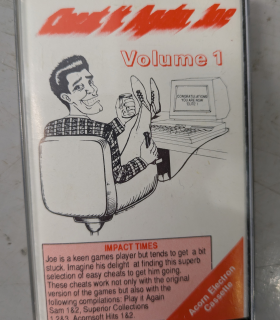 Cheat It Again, Joe
Volume 1
CONGRATULATIONS
IMPACT TIMES
Joe is a keen games player but tends to get a bit
stuck. Imagine his delight at finding this superb
selection of easy cheats to get him going.
These cheats work not only with the original
version of the games but also with the
following compilations: Play it Again
Sam 1&2, Superior Collections
1,2&3, Acornsoft Hits 1&2.
Acorn Electron
Cassette